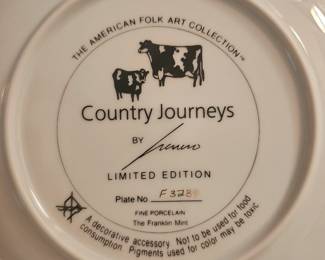 THE AMERICAN FOLK ART COLLECTION™
Country Journeys
BY
LIMITED EDITION
Plate No
FINE PORCELAIN
The Franklin Mint
A decorative accessory. Not to be used for food
consumption. Pigments used for color may be toxic